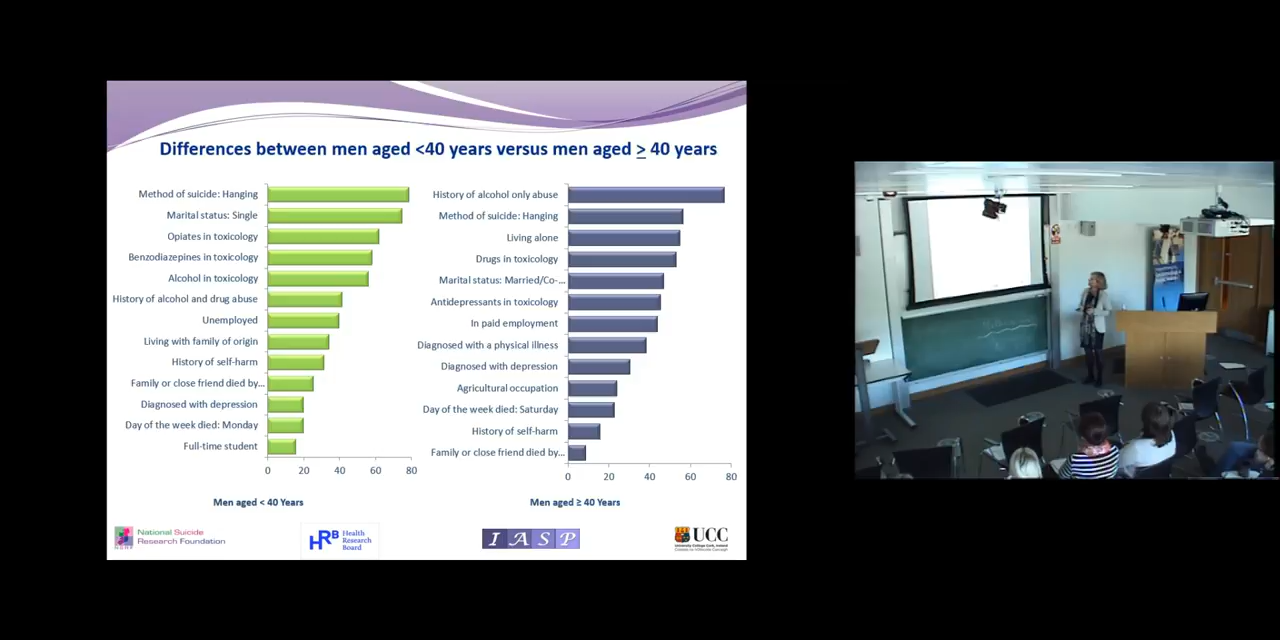 Differences between men aged <40 years versus men aged ≥ 40 years
Method of suicide: Hanging
Marital status: Single
Opiates in toxicology
Benzodiazepines in toxicology
Alcohol in toxicology
History of alcohol and drug abuse
Unemployed
Living with family of origin
History of self-harm
Family or close friend died by...
Diagnosed with depression
Day of the week died: Monday
Full-time student
0 20 40 60 80
Men aged < 40 Years
History of alcohol only abuse
Method of suicide: Hanging
Living alone
Drugs in toxicology
Marital status: Married/Co-...
Antidepressants in toxicology
In paid employment
Diagnosed with a physical illness
Diagnosed with depression
Agricultural occupation
Day of the week died: Saturday
History of self-harm
Family or close friend died by...
0 20 40 60 80
Men aged ≥ 40 Years
NSRF
National Suicide
Research Foundation
HRB
Health
Research
Board
IASP
UCC
University College Cork, Ireland